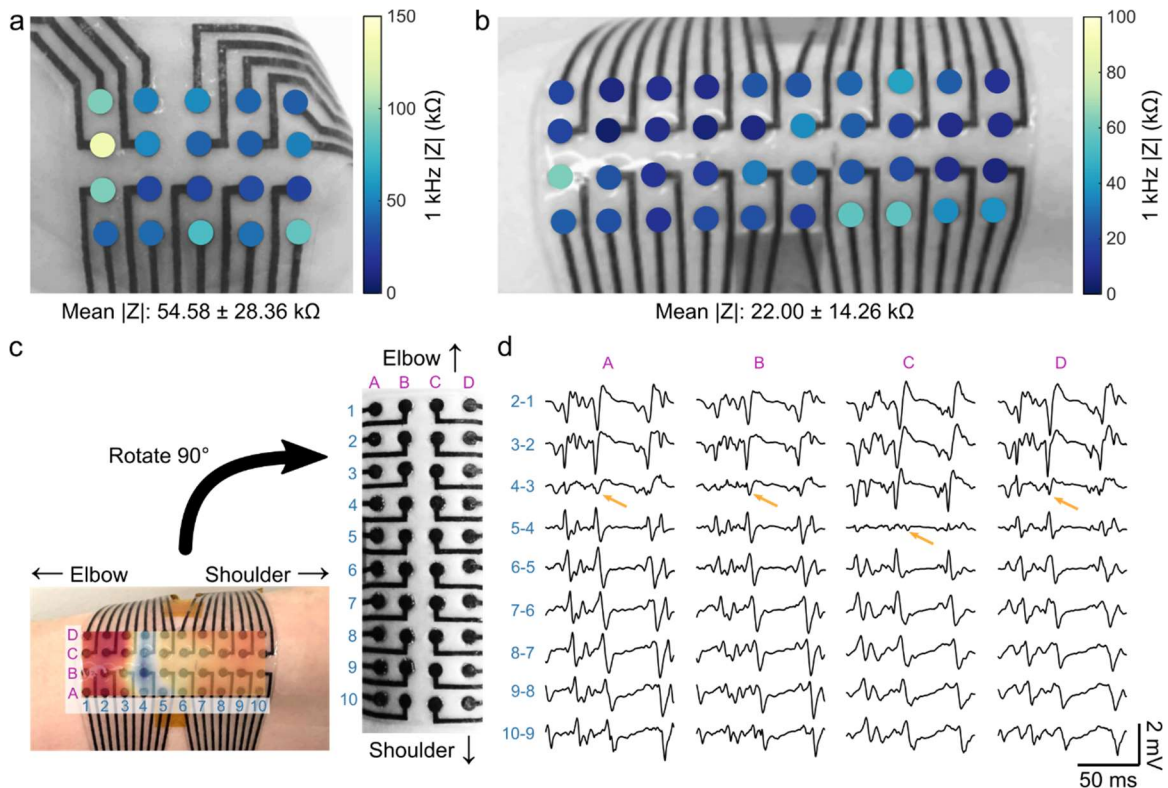 a
150
100
50
0
1 kHz |Z| (kΩ)
Mean |Z|: 54.58 ± 28.36 kΩ
b
100
80
60
40
20
0
1 kHz |Z| (kΩ)
Mean |Z|: 22.00 ± 14.26 kΩ
c
Rotate 90°
← Elbow Shoulder →
D
C
B
A
1 2 3 4 5 6 7 8 9 10
Elbow ↑
A B C D
1
2
3
4
5
6
7
8
9
10
Shoulder ↓
d
A B C D
2-1
3-2
4-3
5-4
6-5
7-6
8-7
9-8
10-9
2 mV
50 ms